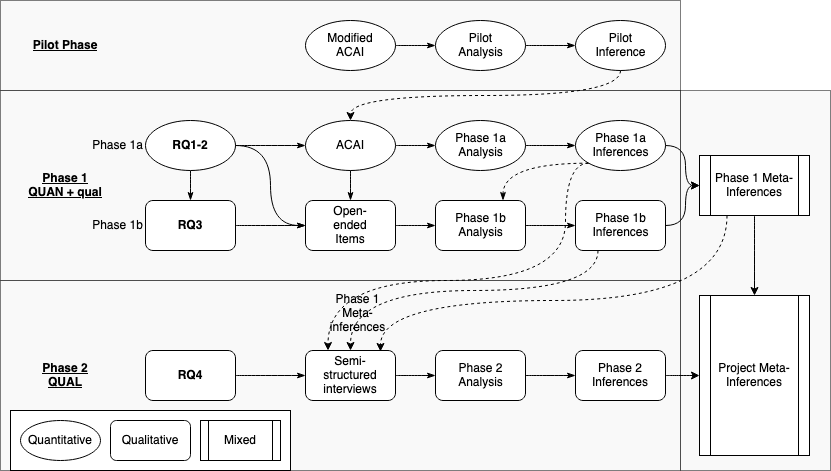 Pilot Phase
Modified
ACAI
Pilot
Analysis
Pilot
Inference
Phase 1
QUAN + qual
Phase 1a
RQ1-2
ACAI
Phase 1a
Analysis
Phase 1a
Inferences
Phase 1b
RQ3
Open-
ended
Items
Phase 1b
Analysis
Phase 1b
Inferences
Phase 1 Meta-
Inferences
Phase 1
Meta-
inferences
Phase 2
QUAL
RQ4
Semi-
structured
interviews
Phase 2
Analysis
Phase 2
Inferences
Project Meta-
Inferences
Quantitative
Qualitative
Mixed